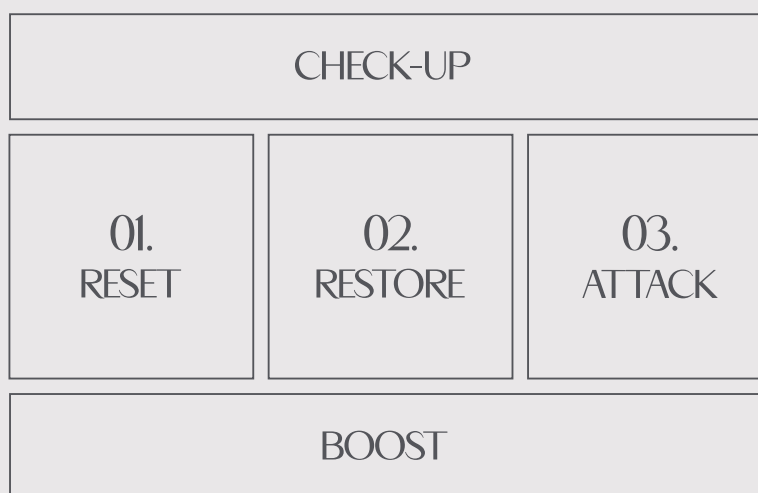 CHECK-UP
01.
RESET
02.
RESTORE
03.
ATTACK
BOOST